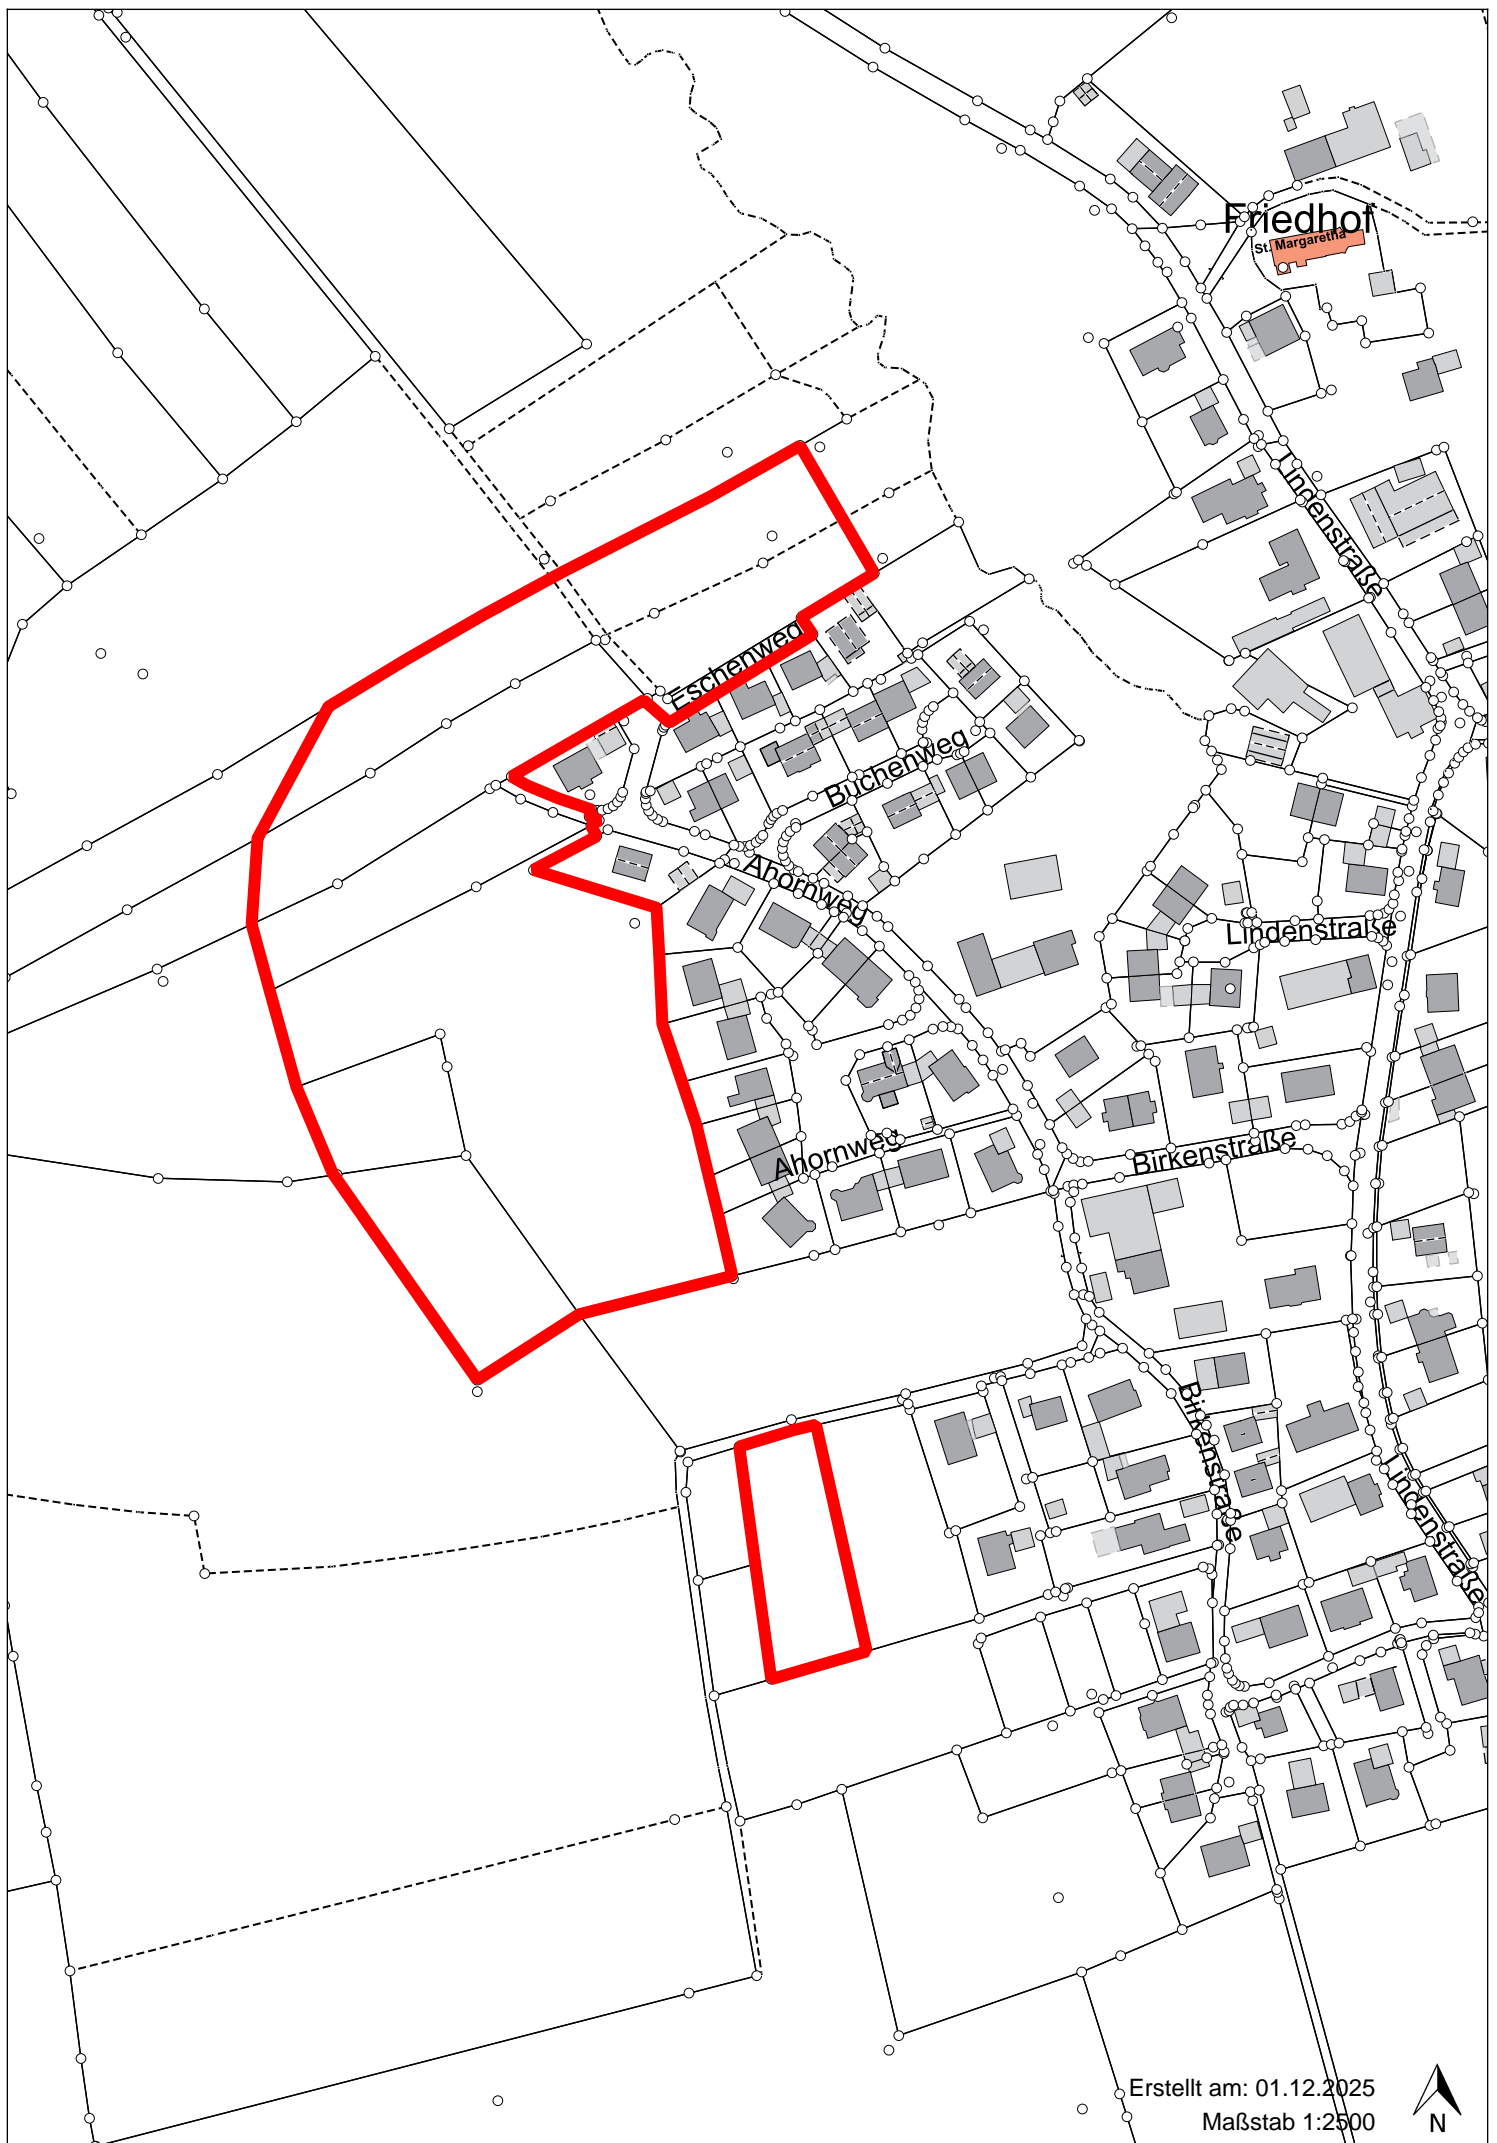 Friedhof
St. Margaretha
Lindenstraße
Eschenweg
Buchenweg
Ahornweg
Lindenstraße
Ahornweg
Birkenstraße
Birkenstraße
Lindenstraße
Erstellt am: 01.12.2025
Maßstab 1:2500
N